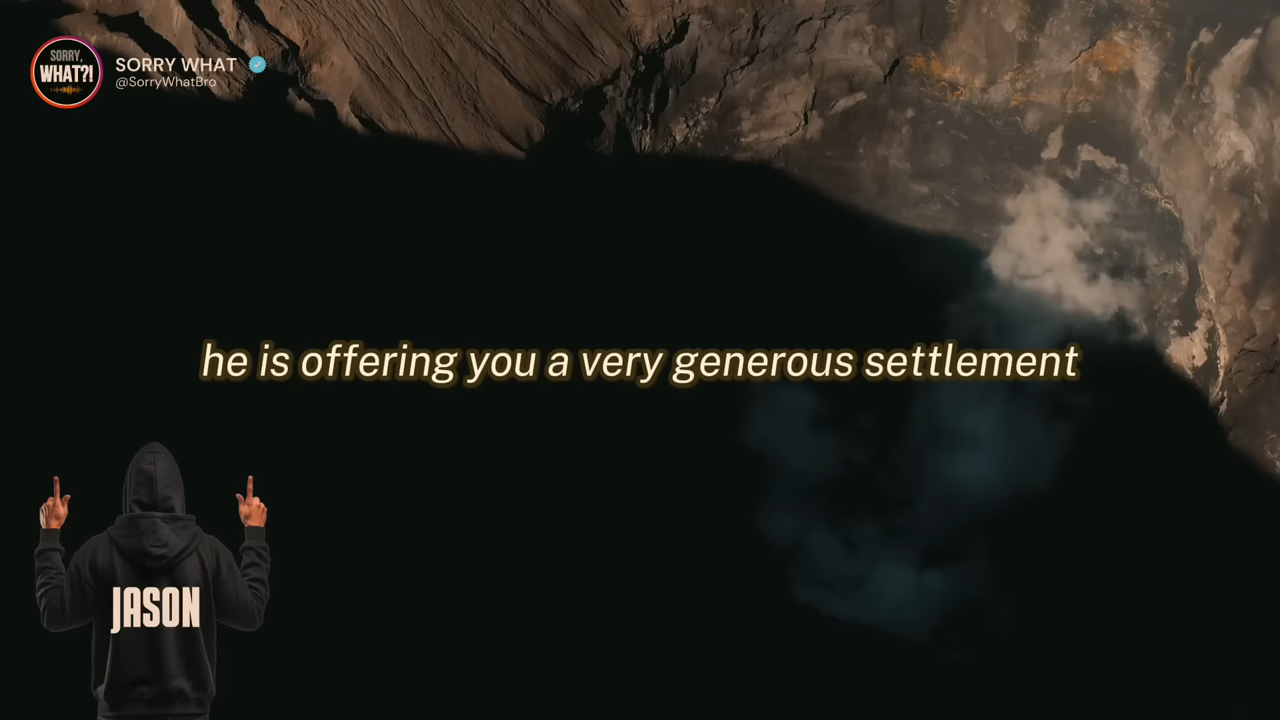 SORRY,
WHAT?!
SORRY WHAT
@SorryWhatBro
he is offering you a very generous settlement
JASON